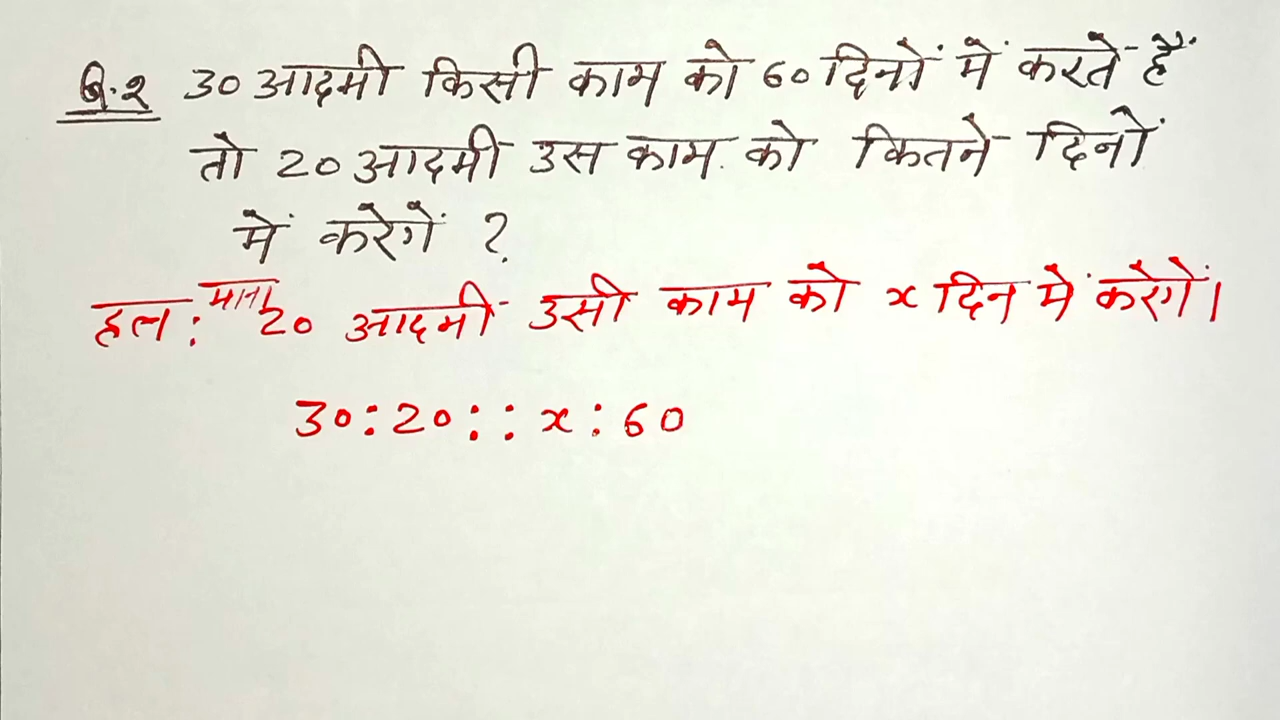 Q.2 30 आदमी किसी काम को 60 दिनों में करते हैं
तो 20 आदमी उस काम को कितने दिनों
में करेगें ?
हल: माना 20 आदमी उसी काम को x दिन में करेगें।
30:20::x:60